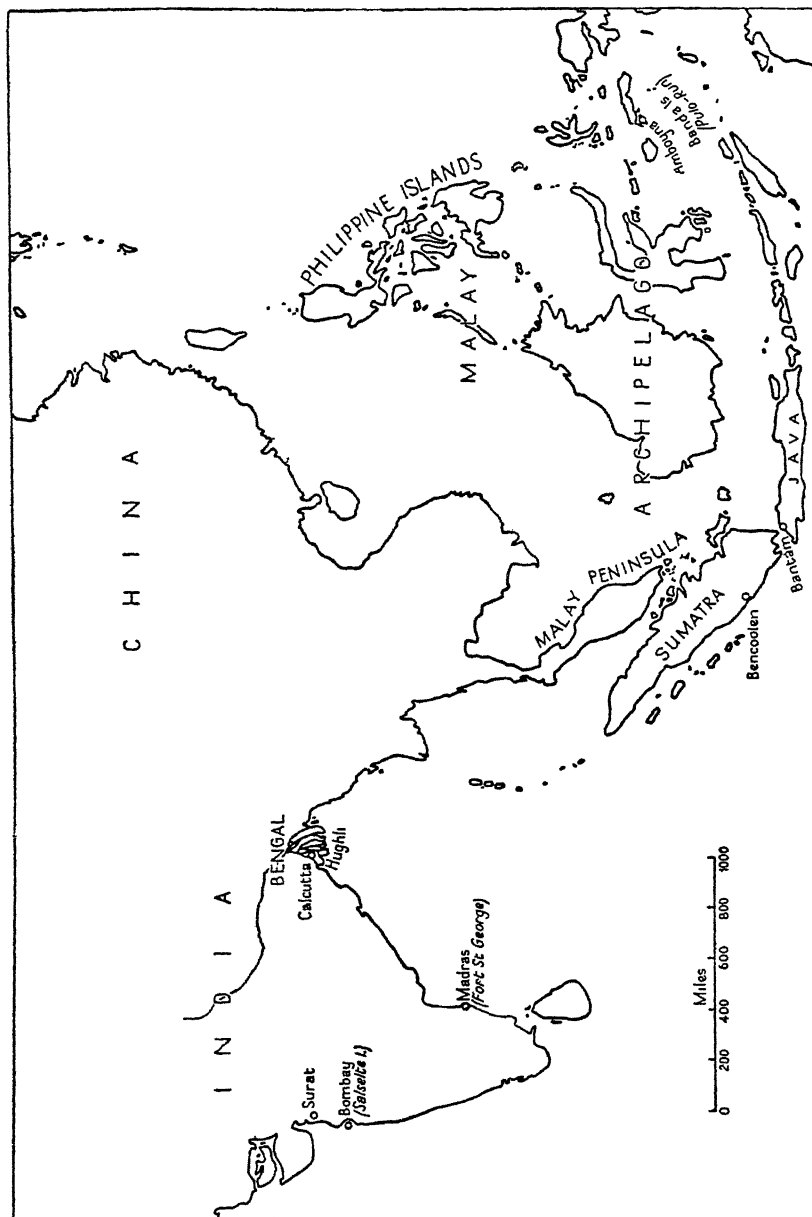 CHINA
INDIA
PHILIPPINE ISLANDS
MALAY
ARCHIPELAGO
BENGAL
Calcutta
Hughli
Surat
Bombay
(Salsette I.)
Madras
(Fort St George)
MALAY PENINSULA
SUMATRA
Bencoolen
Bantam
JAVA
Amboyna
Banda Is
(Pulo-Run)
Miles
0 200 400 600 800 1000